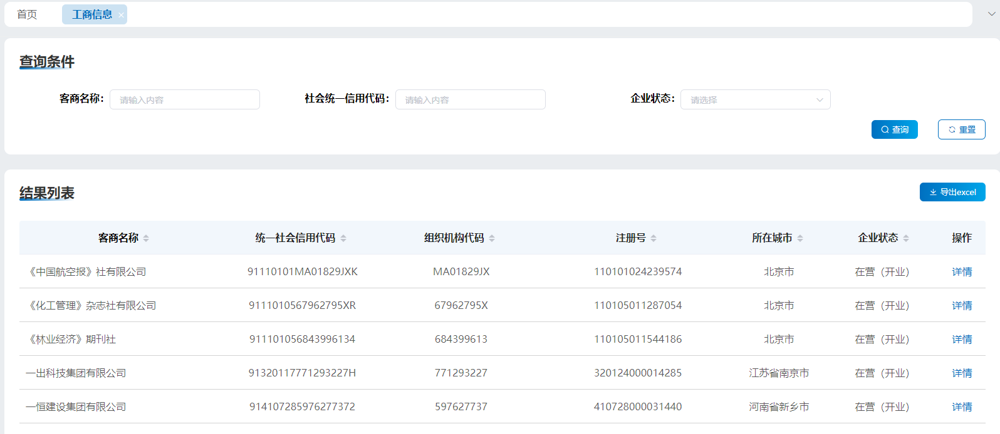 首页 工商信息 ×
查询条件
客商名称： 请输入内容 社会统一信用代码： 请输入内容 企业状态： 请选择
查询 重置
结果列表 导出excel
客商名称 统一社会信用代码 组织机构代码 注册号 所在城市 企业状态 操作
《中国航空报》社有限公司 91110101MA01829JXK MA01829JX 110101024239574 北京市 在营（开业） 详情
《化工管理》杂志社有限公司 9111010567962795XR 67962795X 110105011287054 北京市 在营（开业） 详情
《林业经济》期刊社 911101056843996134 684399613 110105011544186 北京市 在营（开业） 详情
一出科技集团有限公司 91320117771293227H 771293227 320124000014285 江苏省南京市 在营（开业） 详情
一恒建设集团有限公司 914107285976277372 597627737 410728000031440 河南省新乡市 在营（开业） 详情